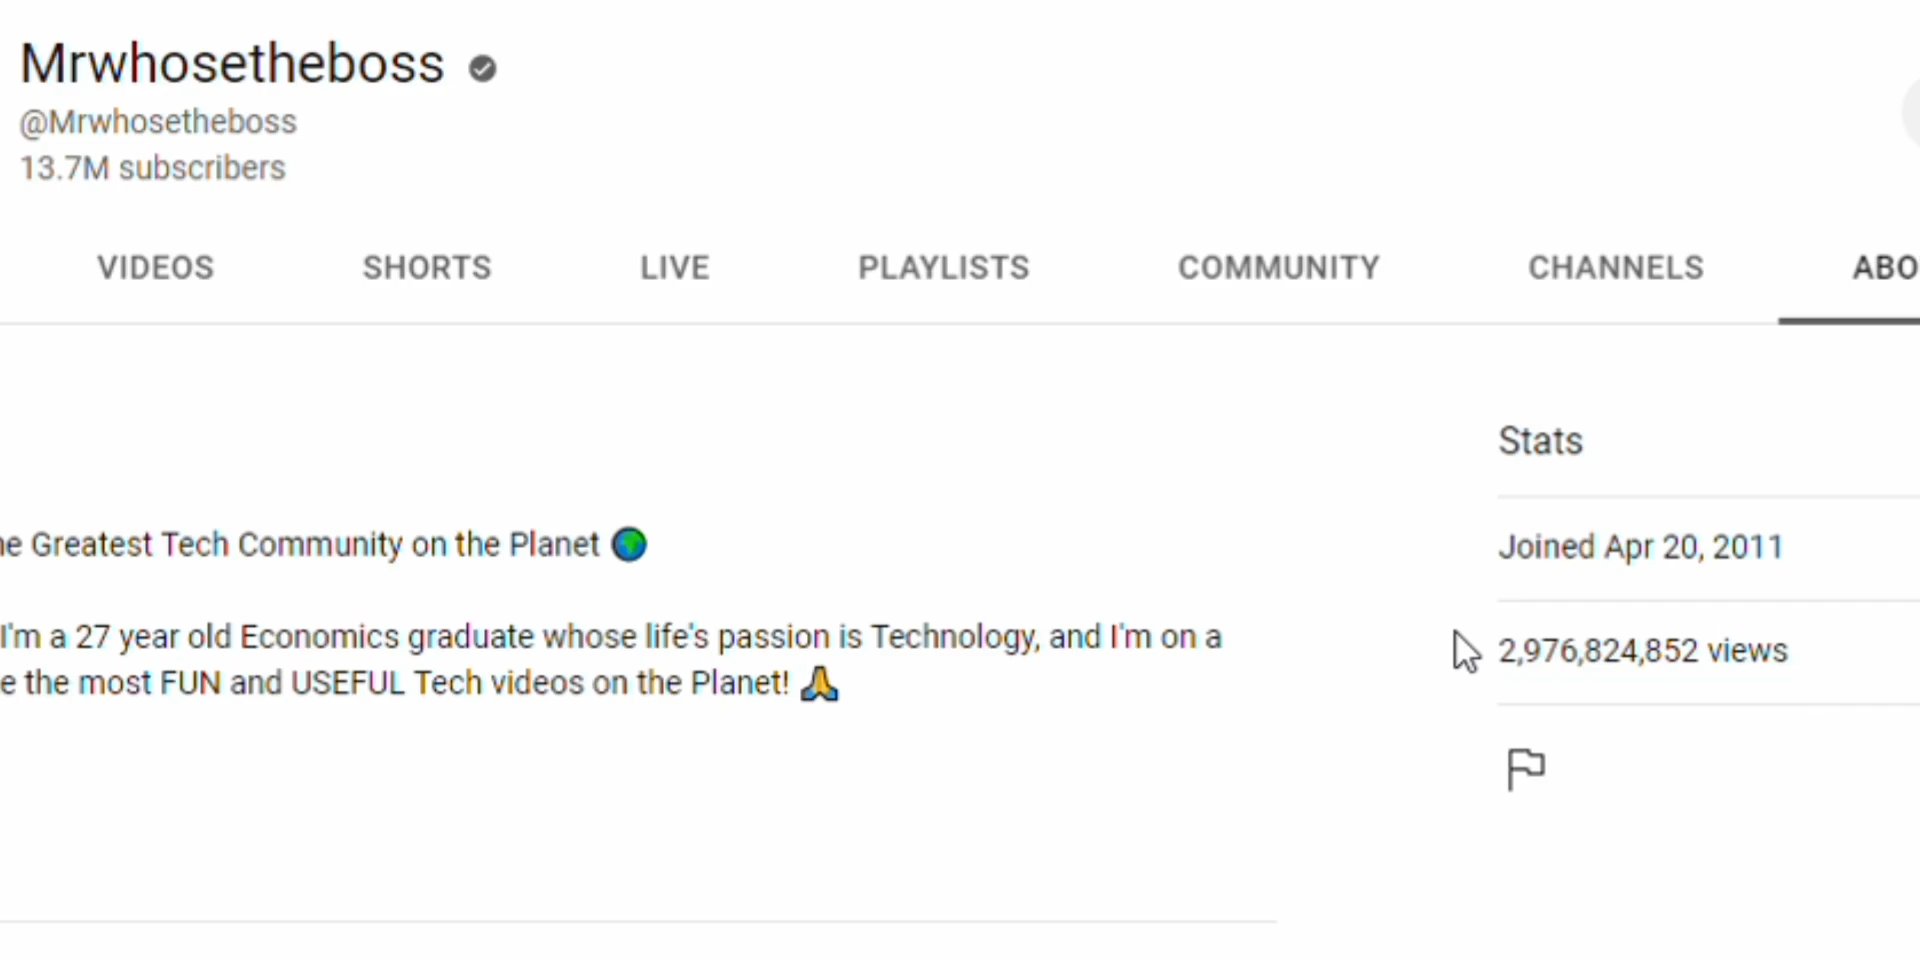 Mrwhosetheboss
@Mrwhosetheboss
13.7M subscribers
VIDEOS SHORTS LIVE PLAYLISTS COMMUNITY CHANNELS ABO
Stats
he Greatest Tech Community on the Planet 🌍
Joined Apr 20, 2011
I'm a 27 year old Economics graduate whose life's passion is Technology, and I'm on a
e the most FUN and USEFUL Tech videos on the Planet! 🙏
2,976,824,852 views